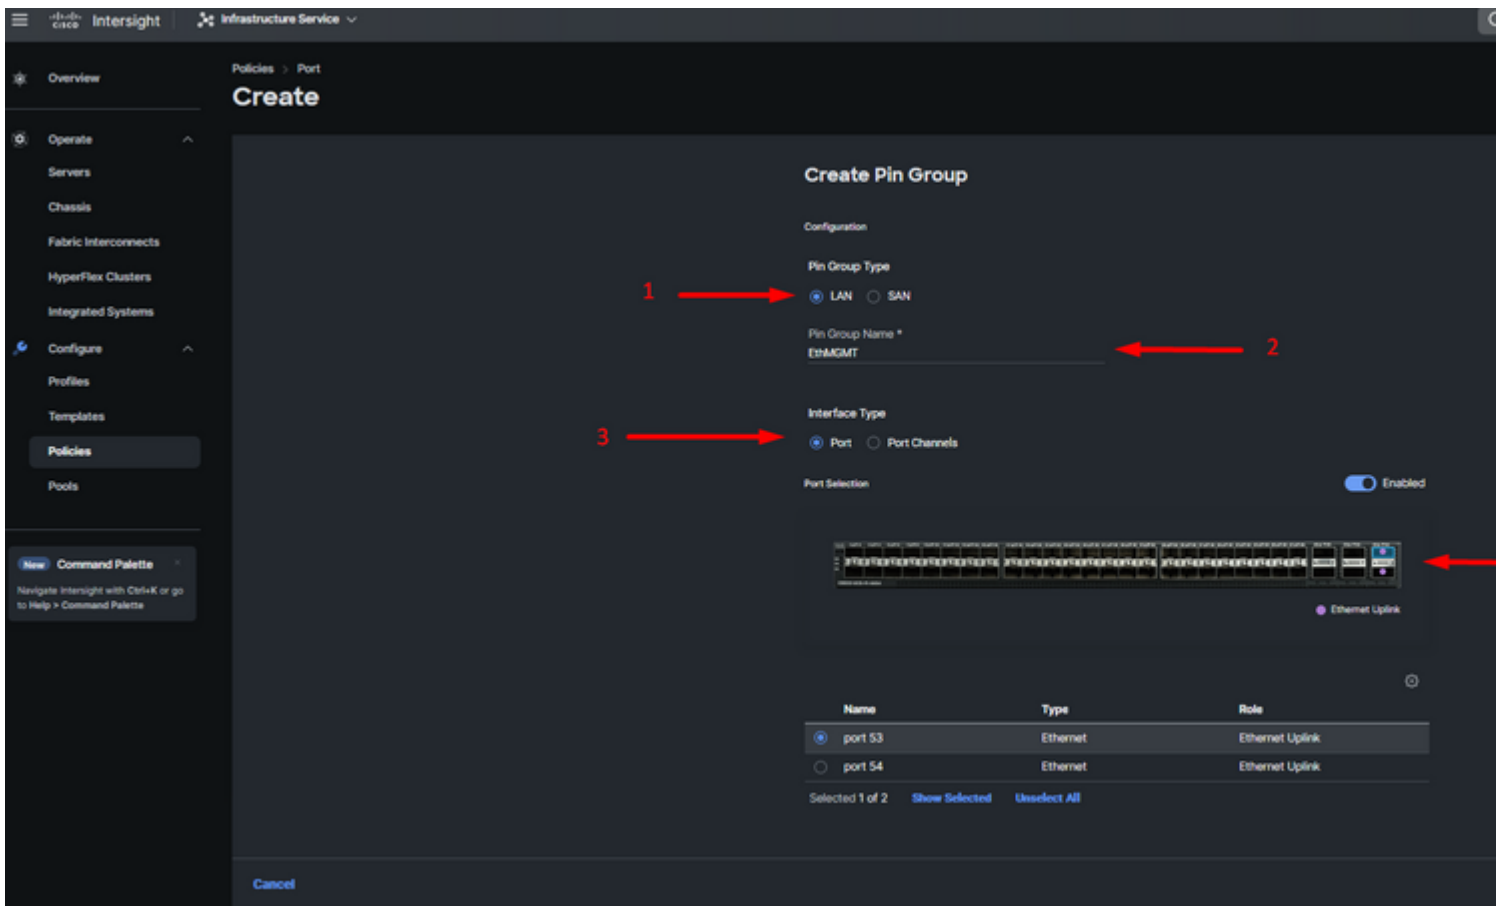 cisco Intersight Infrastructure Service
Overview
Operate
Servers
Chassis
Fabric Interconnects
HyperFlex Clusters
Integrated Systems
Configure
Profiles
Templates
Policies
Pools
New Command Palette
Navigate Intersight with Ctrl+K or go
to Help > Command Palette
Policies > Port
Create
Create Pin Group
Configuration
Pin Group Type
1
LAN SAN
Pin Group Name *
EthMGMT
2
Interface Type
3
Port Port Channels
Port Selection Enabled
Ethernet Uplink
Name Type Role
port 53 Ethernet Ethernet Uplink
port 54 Ethernet Ethernet Uplink
Selected 1 of 2 Show Selected Unselect All
Cancel